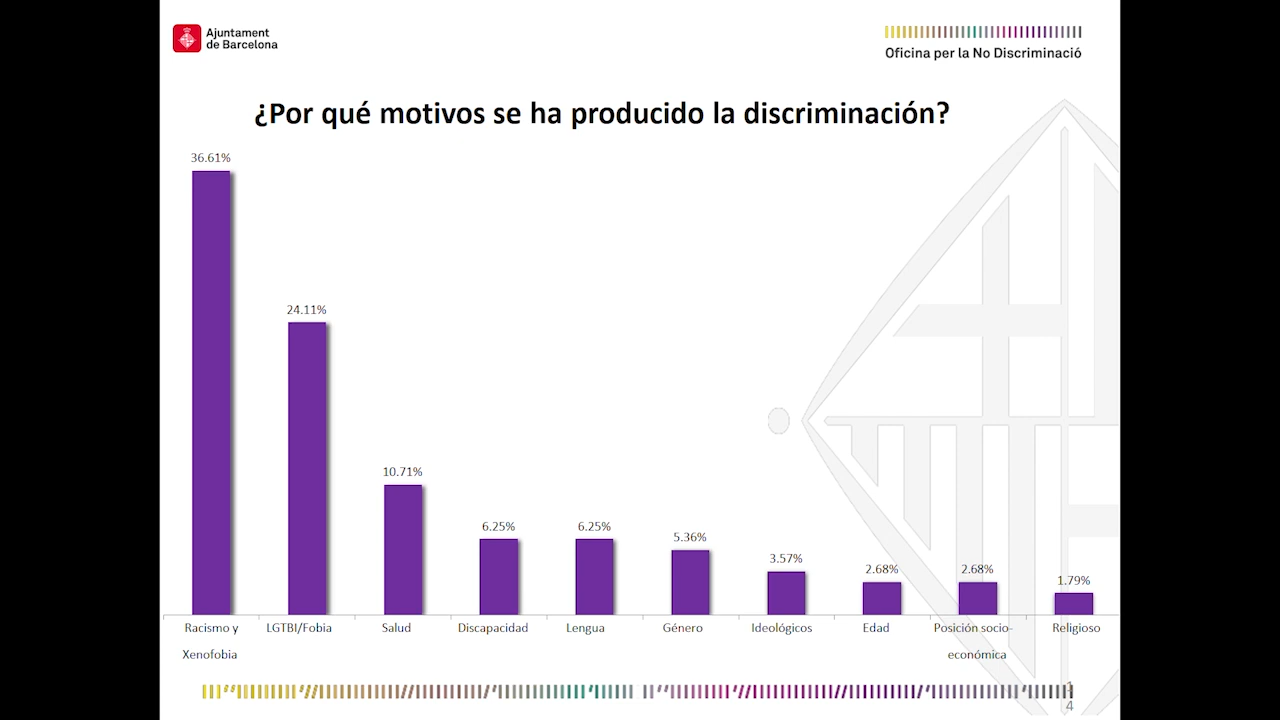 Ajuntament
de Barcelona
Oficina per la No Discriminació
¿Por qué motivos se ha producido la discriminación?
36.61%
24.11%
10.71%
6.25%
6.25%
5.36%
3.57%
2.68%
2.68%
1.79%
Racismo y
Xenofobia
LGTBI/Fobia
Salud
Discapacidad
Lengua
Género
Ideológicos
Edad
Posición socio-
económica
Religioso
1
4